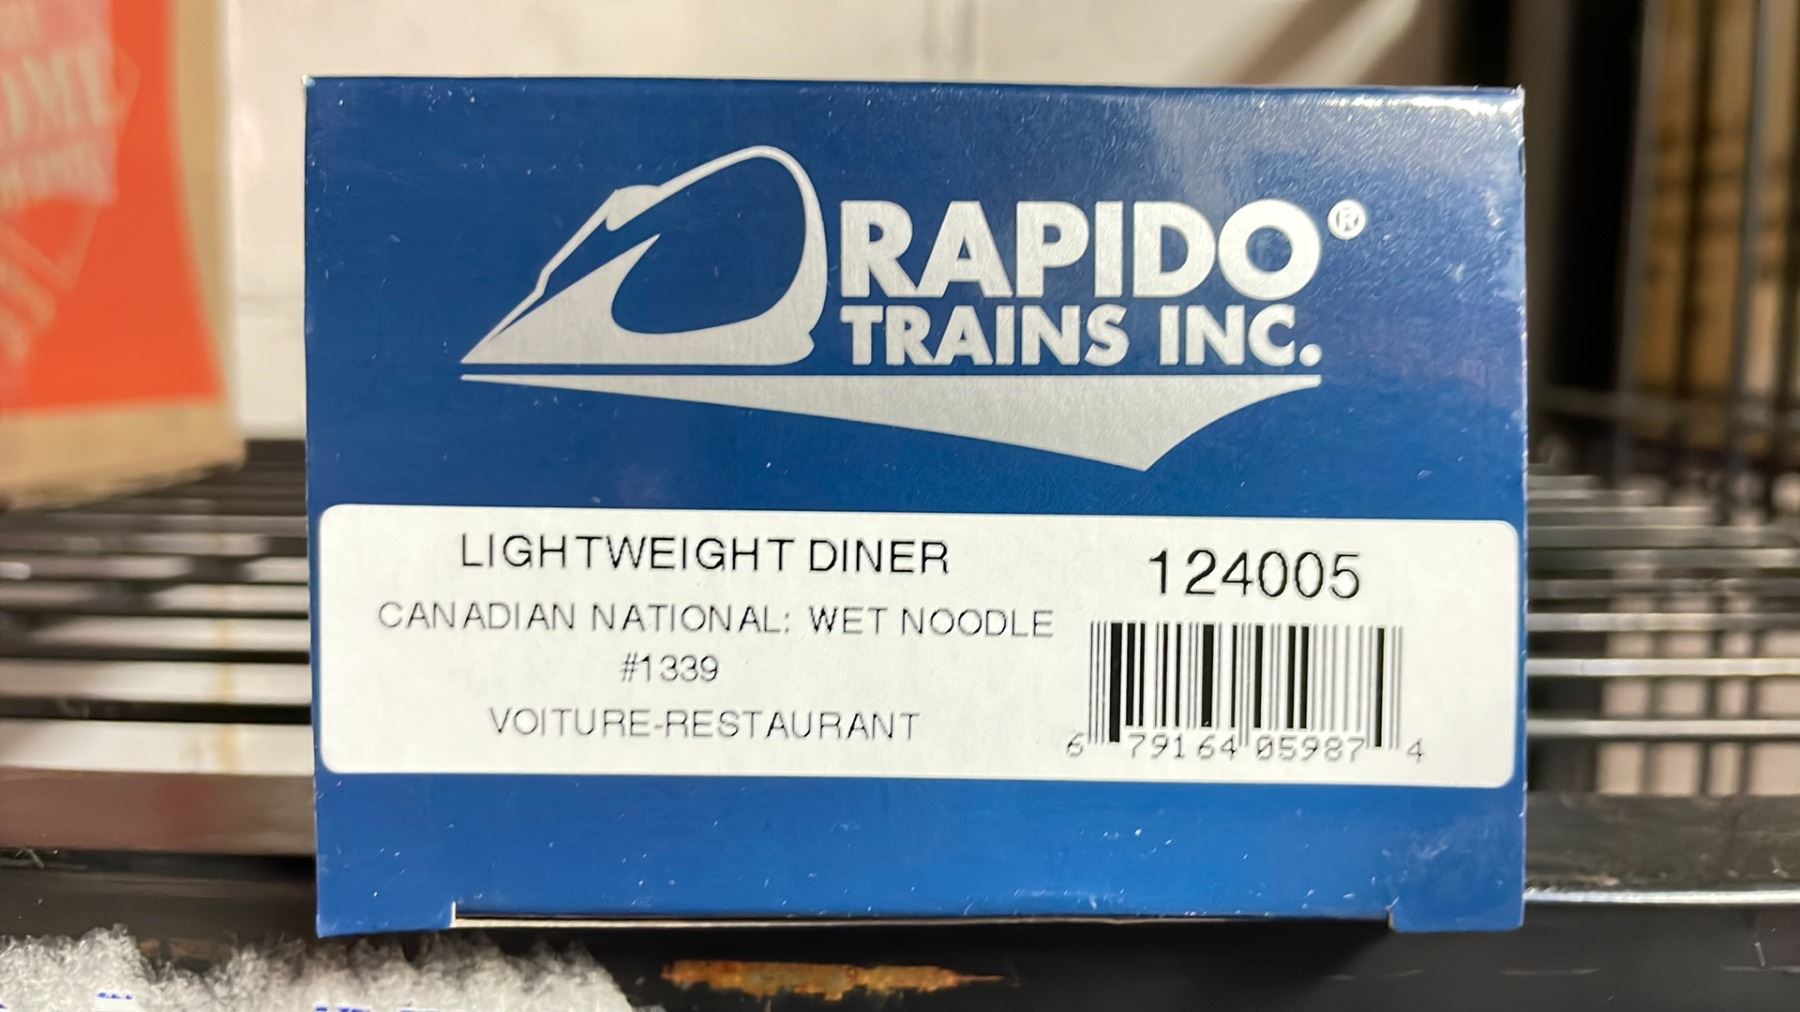 RAPIDO®
TRAINS INC.
LIGHTWEIGHT DINER
CANADIAN NATIONAL: WET NOODLE
#1339
VOITURE-RESTAURANT
124005
6 79164 05987 4